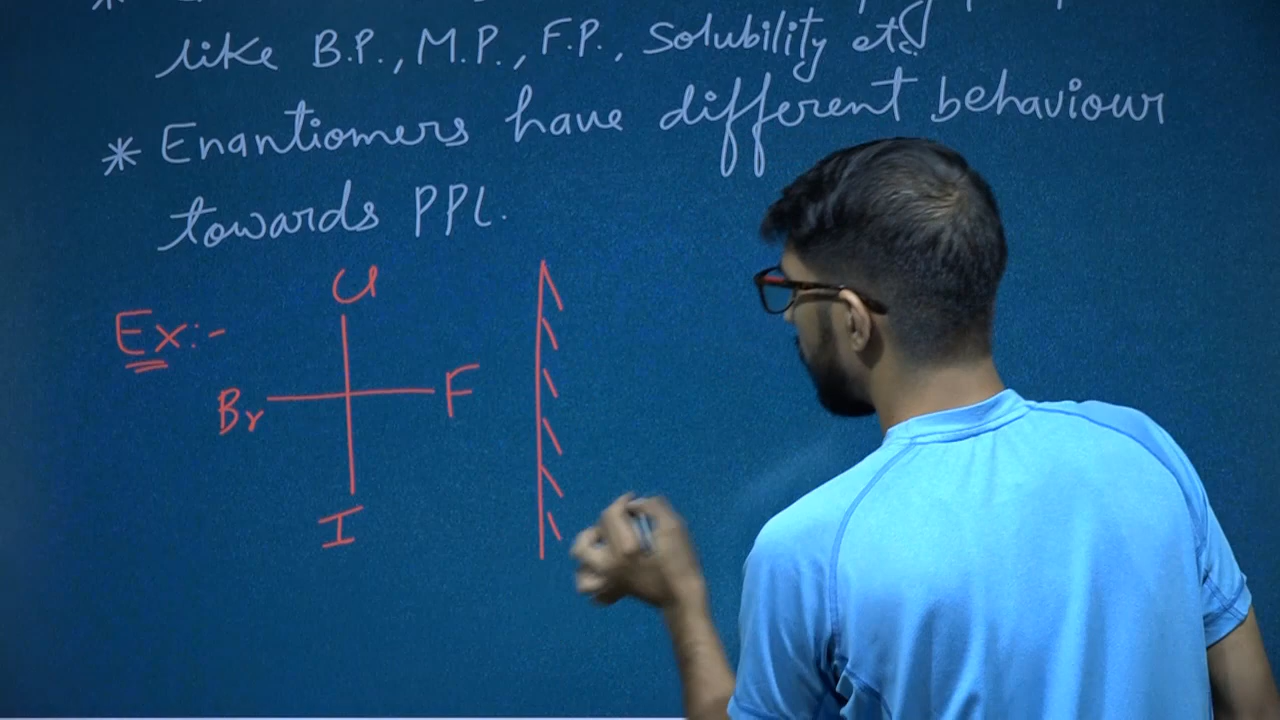 like B.P., M.P., F.P., Solubility etc
* Enantiomers have different behaviour
towards PPL.
Cl
Ex:-
Br F
I